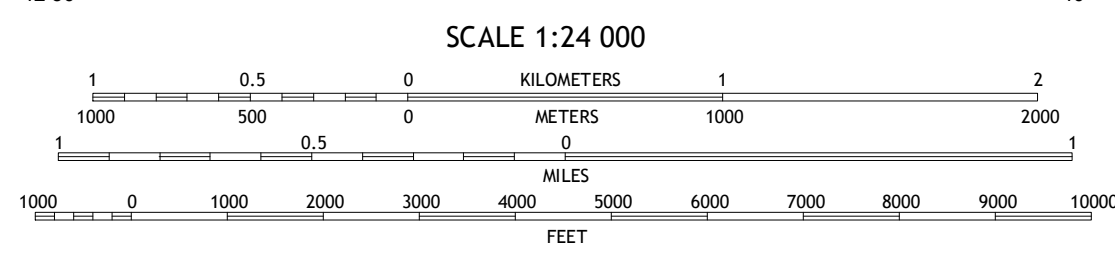 SCALE 1:24 000
1 0.5 0 KILOMETERS 1 2
1000 500 0 METERS 1000 2000
1 0.5 0 1
MILES
1000 0 1000 2000 3000 4000 5000 6000 7000 8000 9000 10000
FEET